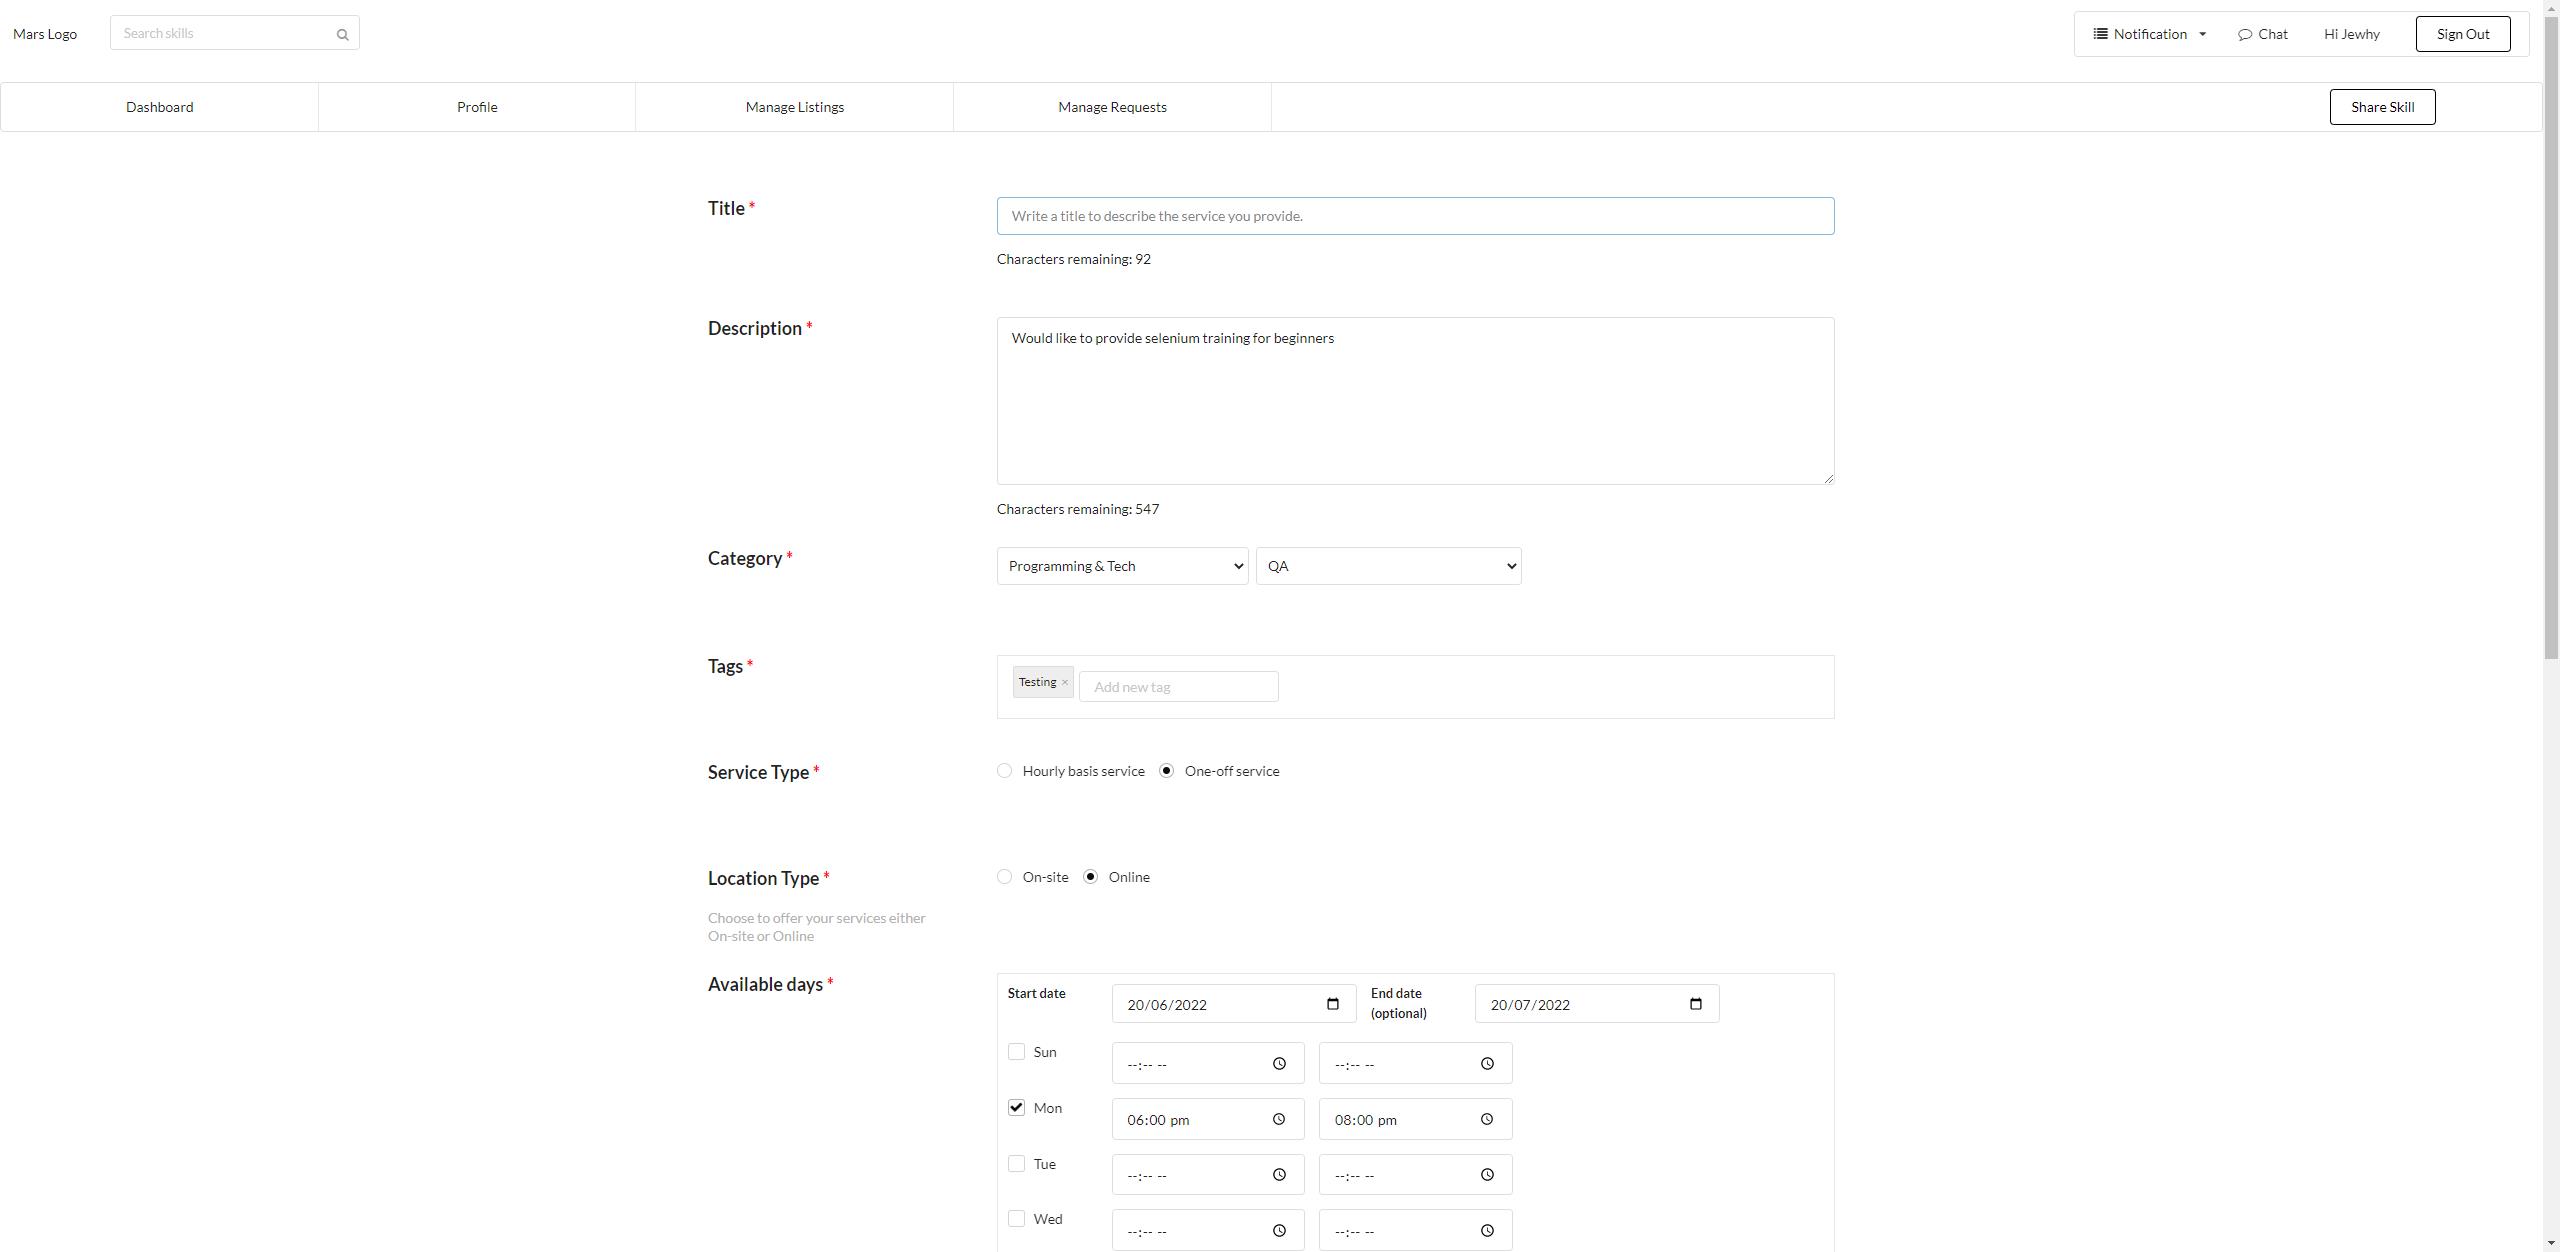 Mars Logo
Search skills
Notification
Chat
Hi Jewhy
Sign Out
Dashboard
Profile
Manage Listings
Manage Requests
Share Skill
Title *
Write a title to describe the service you provide.
Characters remaining: 92
Description *
Would like to provide selenium training for beginners
Characters remaining: 547
Category *
Programming & Tech
QA
Tags *
Testing ×
Add new tag
Service Type *
Hourly basis service
One-off service
Location Type *
On-site
Online
Choose to offer your services either
On-site or Online
Available days *
Start date
20/06/2022
End date
(optional)
20/07/2022
Sun
--:-- --
--:-- --
Mon
06:00 pm
08:00 pm
Tue
--:-- --
--:-- --
Wed
--:-- --
--:-- --